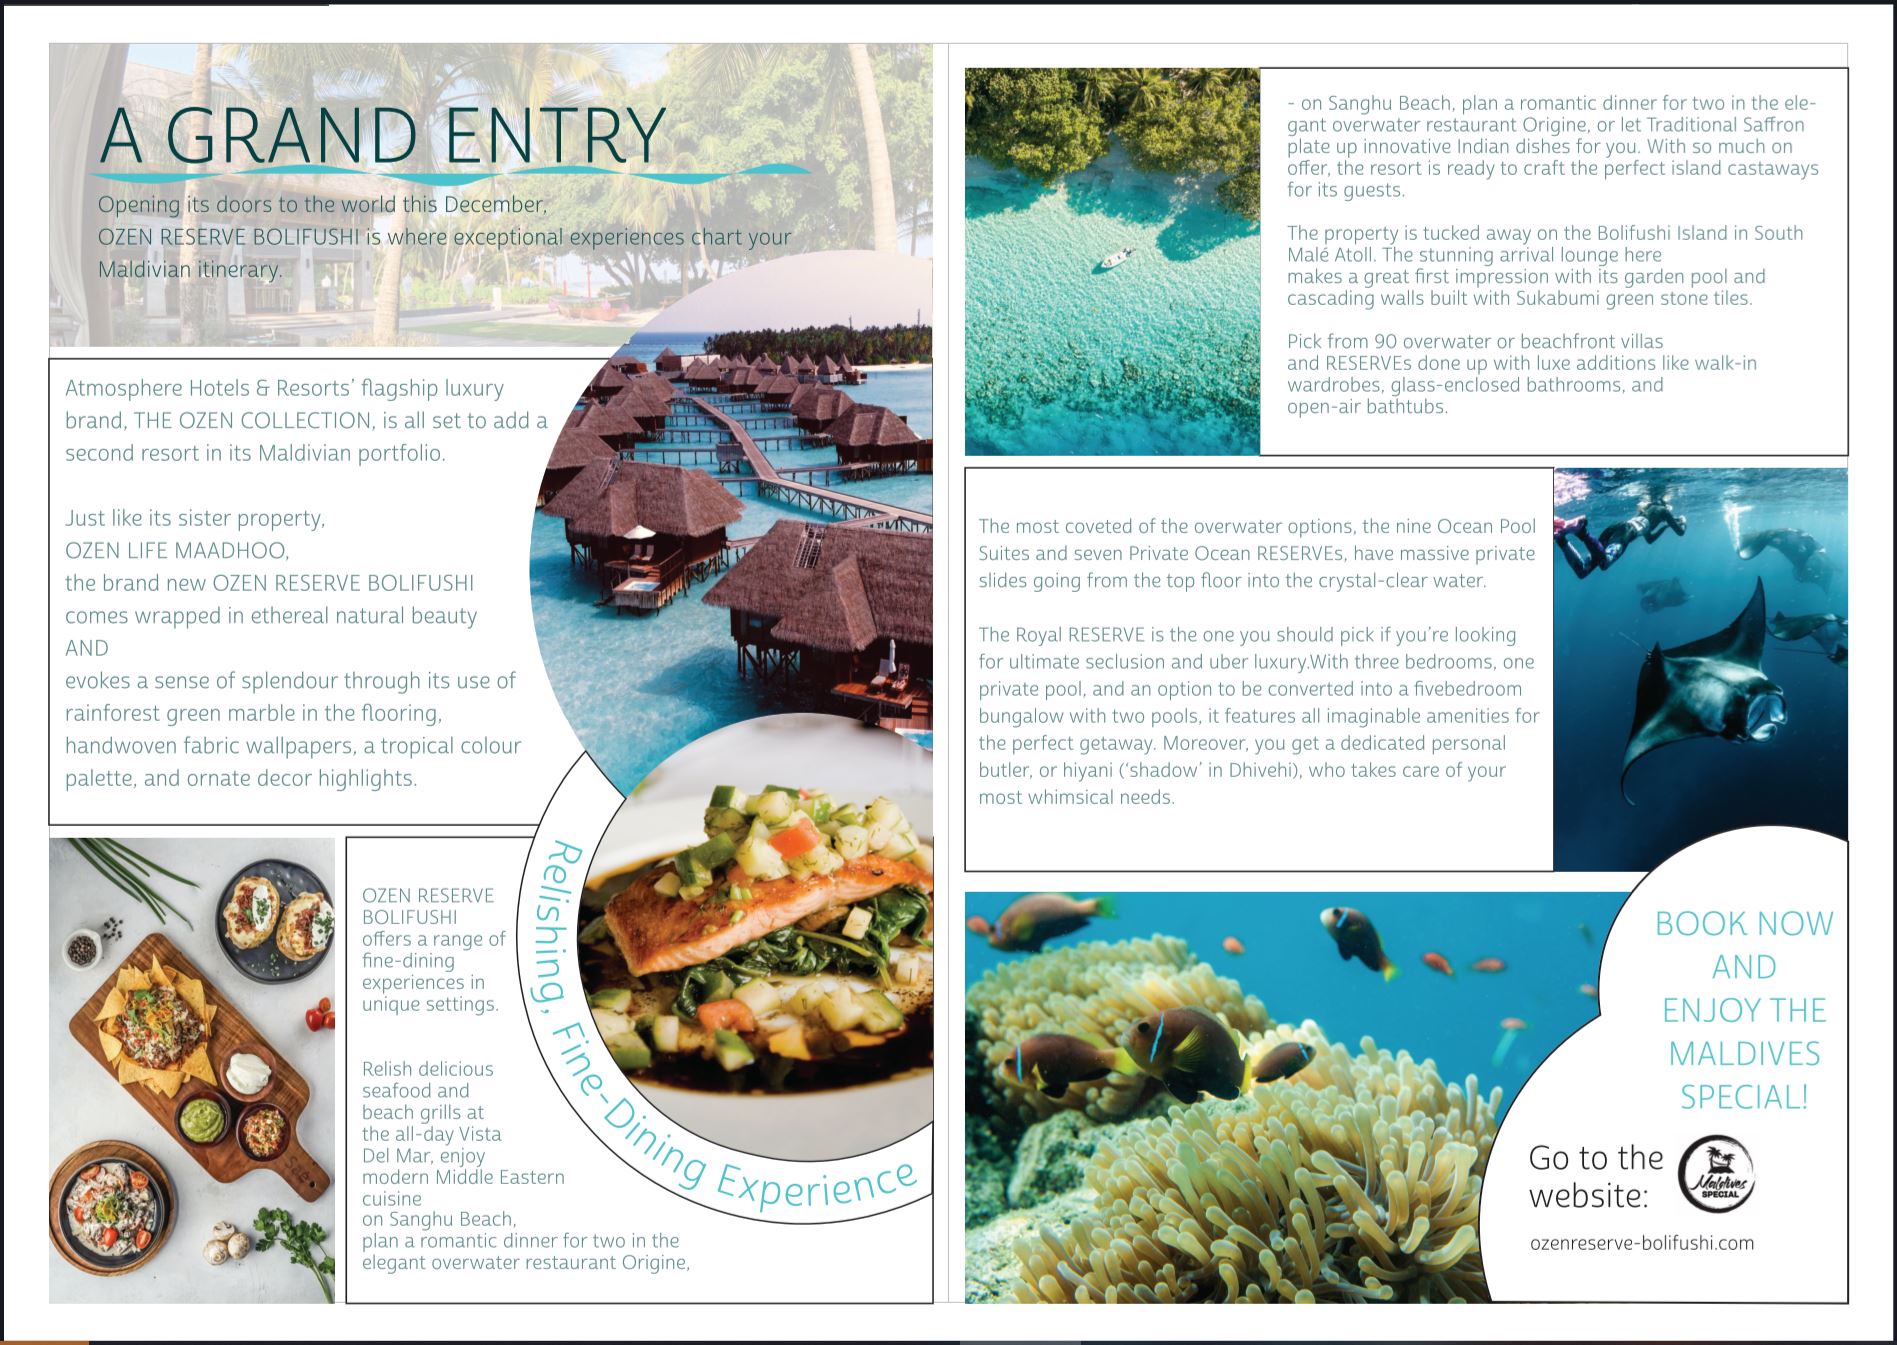 A GRAND ENTRY
Opening its doors to the world this December,
OZEN RESERVE BOLIFUSHI is where exceptional experiences chart your
Maldivian itinerary.
Atmosphere Hotels & Resorts’ flagship luxury
brand, THE OZEN COLLECTION, is all set to add a
second resort in its Maldivian portfolio.
Just like its sister property,
OZEN LIFE MAADHOO,
the brand new OZEN RESERVE BOLIFUSHI
comes wrapped in ethereal natural beauty
AND
evokes a sense of splendour through its use of
rainforest green marble in the flooring,
handwoven fabric wallpapers, a tropical colour
palette, and ornate decor highlights.
OZEN RESERVE
BOLIFUSHI
offers a range of
fine-dining
experiences in
unique settings.
Relish delicious
seafood and
beach grills at
the all-day Vista
Del Mar, enjoy
modern Middle Eastern
cuisine
on Sanghu Beach,
plan a romantic dinner for two in the
elegant overwater restaurant Origine,
Relishing, Fine-Dining Experience
- on Sanghu Beach, plan a romantic dinner for two in the ele-
gant overwater restaurant Origine, or let Traditional Saffron
plate up innovative Indian dishes for you. With so much on
offer, the resort is ready to craft the perfect island castaways
for its guests.
The property is tucked away on the Bolifushi Island in South
Malé Atoll. The stunning arrival lounge here
makes a great first impression with its garden pool and
cascading walls built with Sukabumi green stone tiles.
Pick from 90 overwater or beachfront villas
and RESERVEs done up with luxe additions like walk-in
wardrobes, glass-enclosed bathrooms, and
open-air bathtubs.
The most coveted of the overwater options, the nine Ocean Pool
Suites and seven Private Ocean RESERVEs, have massive private
slides going from the top floor into the crystal-clear water.
The Royal RESERVE is the one you should pick if you’re looking
for ultimate seclusion and uber luxury.With three bedrooms, one
private pool, and an option to be converted into a fivebedroom
bungalow with two pools, it features all imaginable amenities for
the perfect getaway. Moreover, you get a dedicated personal
butler, or hiyani (‘shadow’ in Dhivehi), who takes care of your
most whimsical needs.
BOOK NOW
AND
ENJOY THE
MALDIVES
SPECIAL!
Go to the
website:
Maldives
SPECIAL
ozenreserve-bolifushi.com